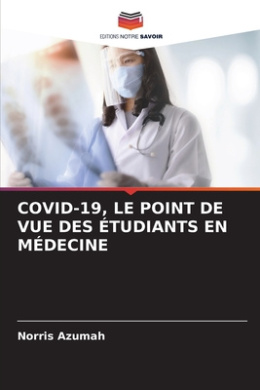 EDITIONS NOTRE SAVOIR
COVID-19, LE POINT DE
VUE DES ÉTUDIANTS EN
MÉDECINE
Norris Azumah